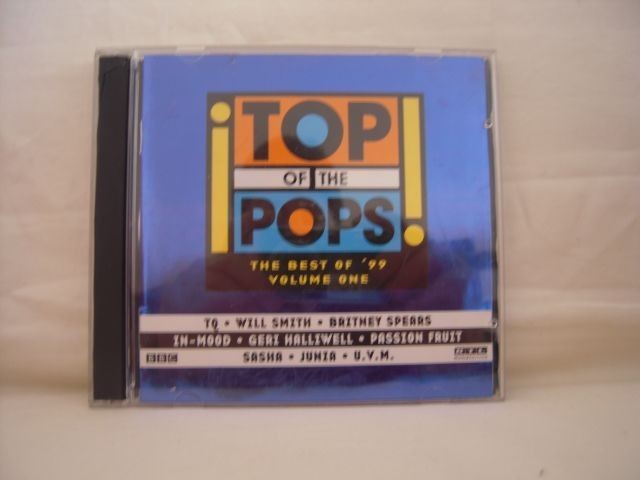 ¡TOP
OF THE
POPS!
THE BEST OF '99
VOLUME ONE
TQ • WILL SMITH • BRITNEY SPEARS
IN-MOOD • GERI HALLIWELL • PASSION FRUIT
BBC SASHA • JUNIA • U.V.M.